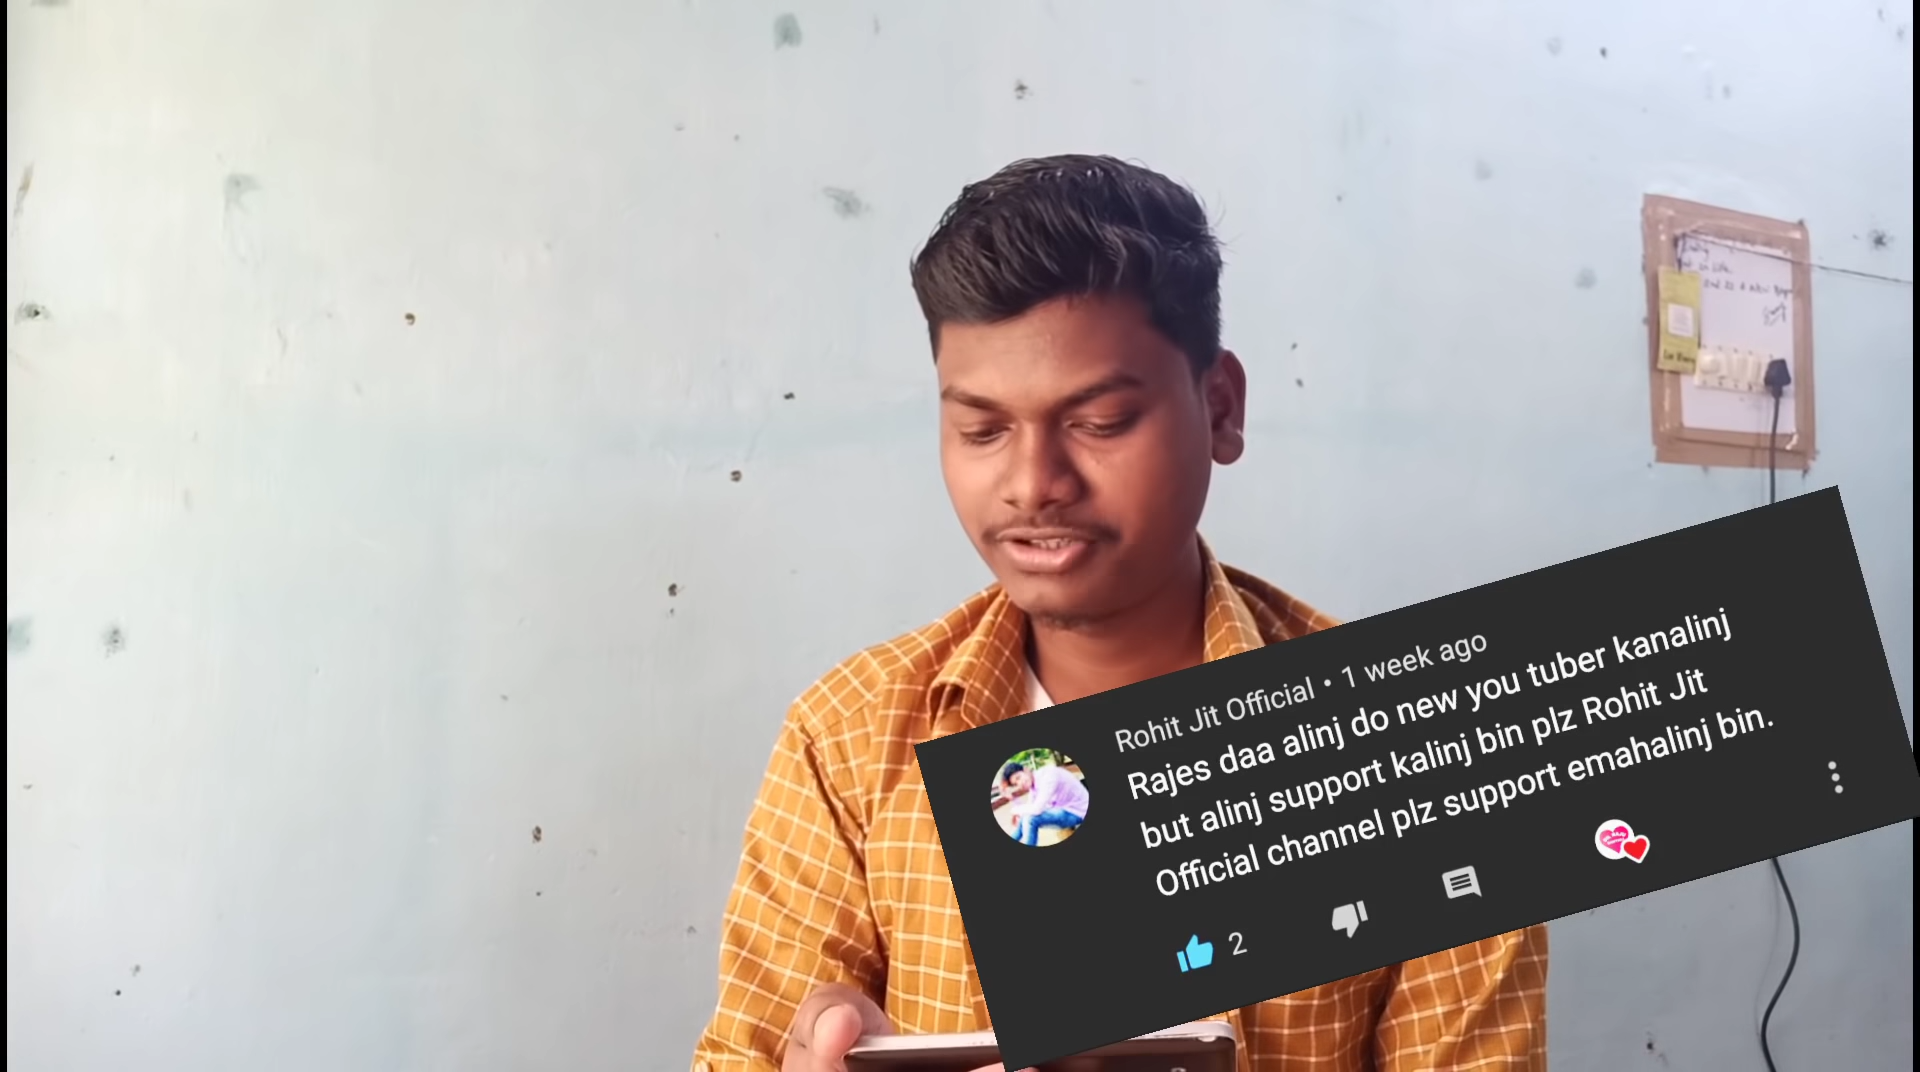 Rohit Jit Official • 1 week ago
Rajes daa alinj do new you tuber kanalinj
but alinj support kalinj bin plz Rohit Jit
Official channel plz support emahalinj bin.
2